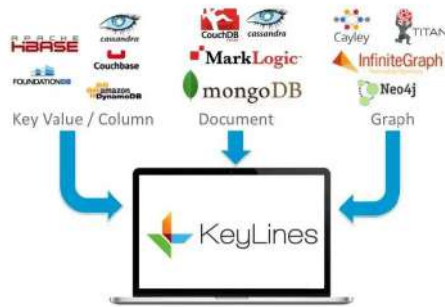 APACHE
HBASE
cassandra
Couchbase
FOUNDATIONDB
amazon
DynamoDB
Key Value / Column
CouchDB
cassandra
MarkLogic
mongoDB
Document
Cayley
TITAN
InfiniteGraph
Neo4j
Graph
KeyLines